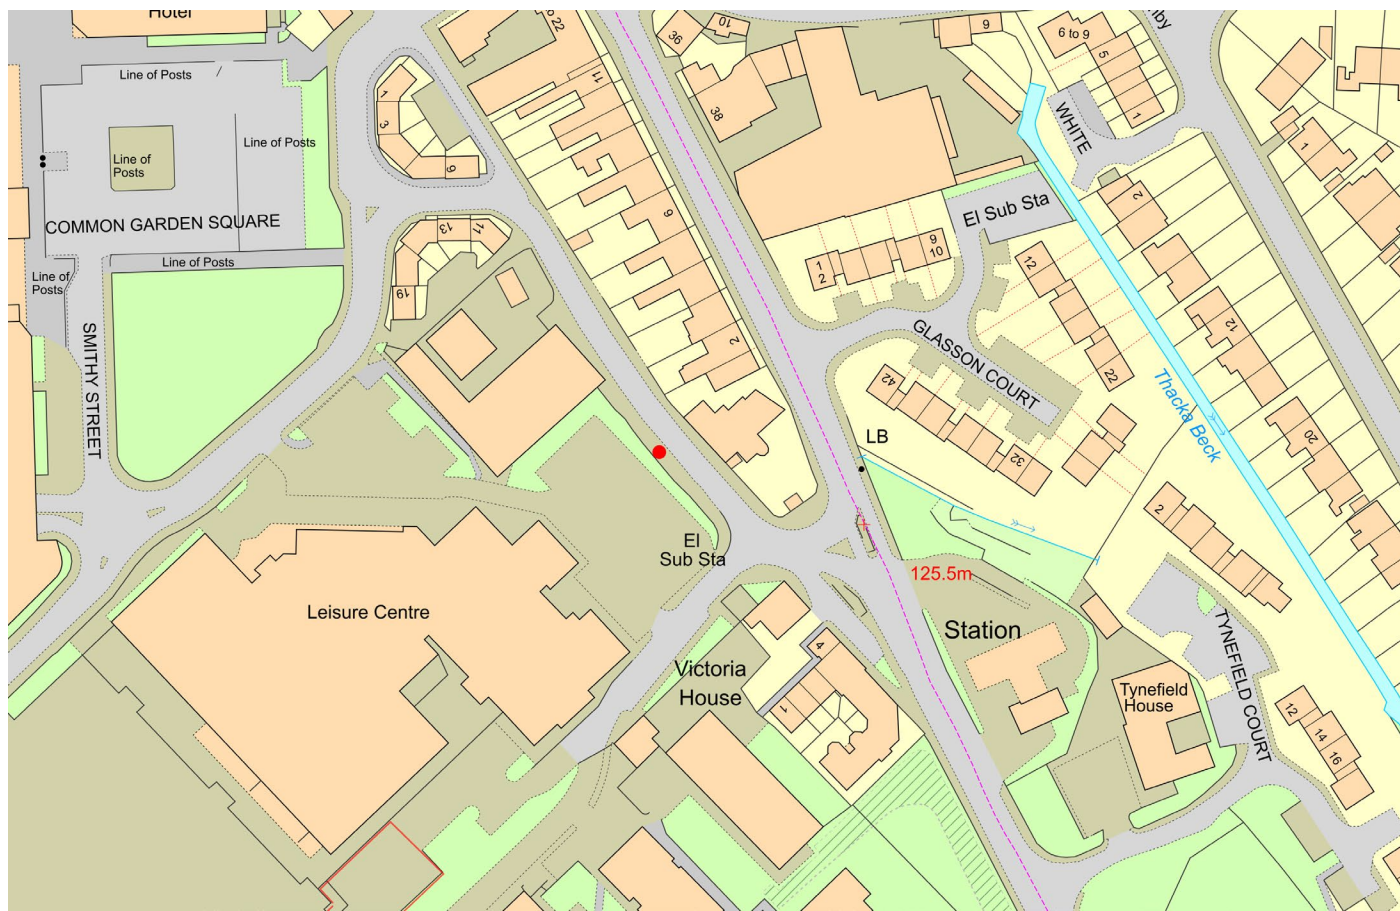 Hotel
Line of Posts
Line of
Posts
Line of Posts
COMMON GARDEN SQUARE
Line of Posts
Line of
Posts
SMITHY STREET
1
3
9
13
17
19
to 22
11
9
2
36
10
38
9
6 to 9
5
1
WHITE
El Sub Sta
1
2
9
10
12
22
GLASSON COURT
42
32
LB
Thacka Beck
2
12
20
1
2
El
Sub Sta
125.5m
Station
Leisure Centre
Victoria
House
4
1
Tynefield
House
TYNEFIELD COURT
12
14
16